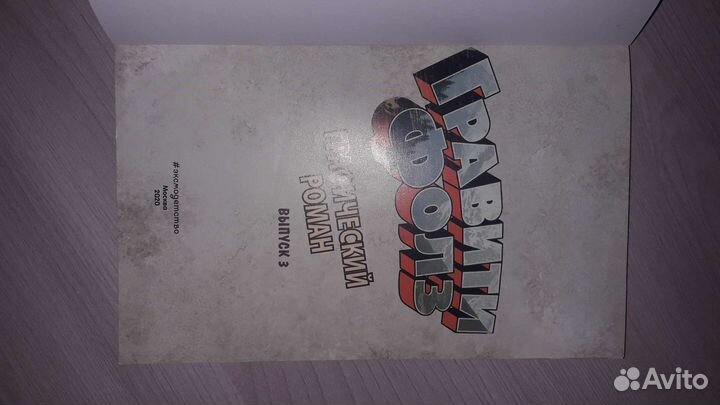 ГРАВИТИ
ФОЛЗ
ГРАФИЧЕСКИЙ
РОМАН
ВЫПУСК 3
#эксмодетство
Москва
2020
Avito